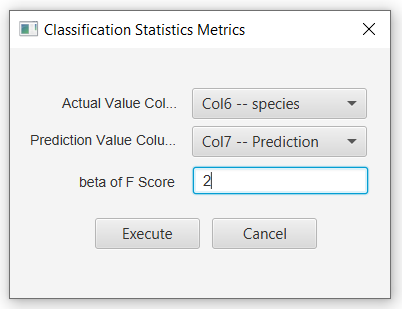 Classification Statistics Metrics
Actual Value Col... Col6 -- species
Prediction Value Colu... Col7 -- Prediction
beta of F Score 2
Execute Cancel